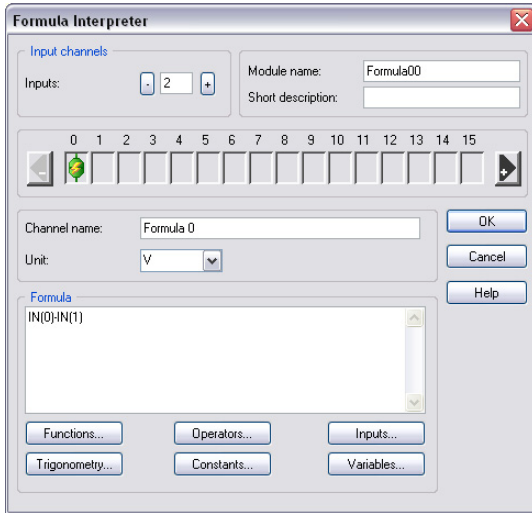 Formula Interpreter
Input channels
Inputs: - 2 +
Module name: Formula00
Short description:
0 1 2 3 4 5 6 7 8 9 10 11 12 13 14 15
- +
Channel name: Formula 0
Unit: V
OK
Cancel
Help
Formula
IN(0)-IN(1)
Functions... Operators... Inputs...
Trigonometry... Constants... Variables...